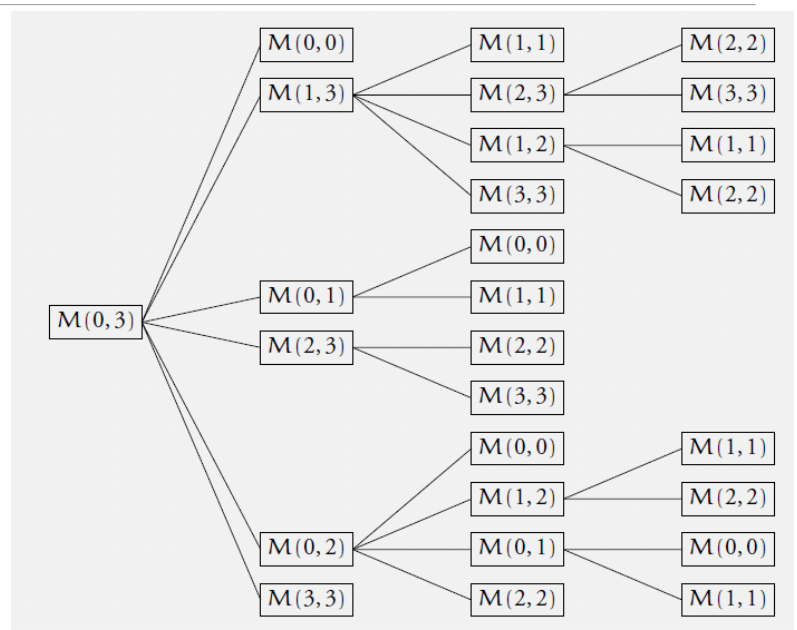 M(0,0) M(1,1) M(2,2)
M(1,3) M(2,3) M(3,3)
M(1,2) M(1,1)
M(3,3) M(2,2)
M(0,0)
M(0,1) M(1,1)
M(0,3)
M(2,3) M(2,2)
M(3,3)
M(0,0) M(1,1)
M(1,2) M(2,2)
M(0,2) M(0,1) M(0,0)
M(3,3) M(2,2) M(1,1)